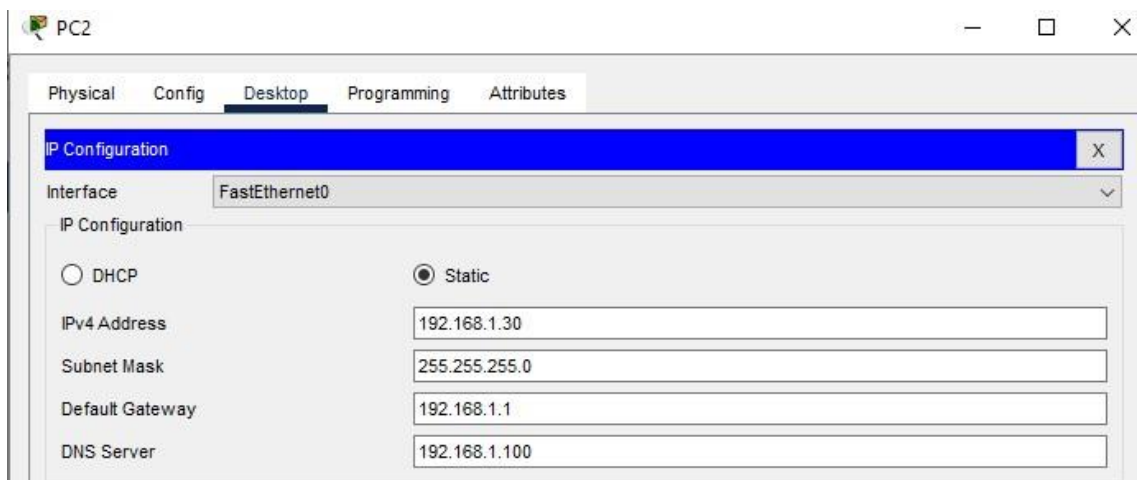 PC2
Physical Config Desktop Programming Attributes
IP Configuration X
Interface FastEthernet0
IP Configuration
DHCP Static
IPv4 Address 192.168.1.30
Subnet Mask 255.255.255.0
Default Gateway 192.168.1.1
DNS Server 192.168.1.100